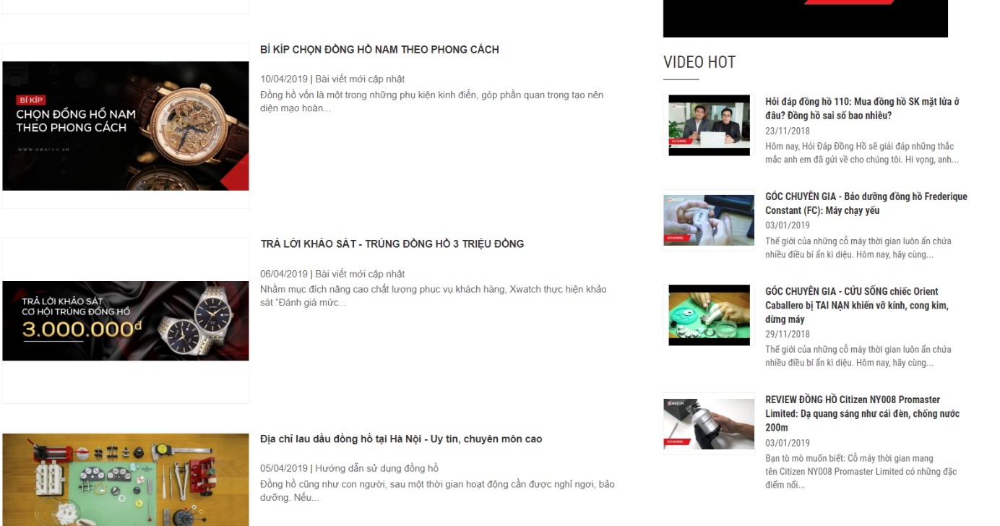 BÍ KÍP CHỌN ĐỒNG HỒ NAM THEO PHONG CÁCH
10/04/2019 | Bài viết mới cập nhật
Đồng hồ vốn là một trong những phụ kiện kinh điển, góp phần quan trọng tạo nên
diện mạo hoàn...
BÍ KÍP
CHỌN ĐỒNG HỒ NAM
THEO PHONG CÁCH
WWW.XWATCH.VN
TRẢ LỜI KHẢO SÁT - TRÚNG ĐỒNG HỒ 3 TRIỆU ĐỒNG
06/04/2019 | Bài viết mới cập nhật
Nhằm mục đích nâng cao chất lượng phục vụ khách hàng, Xwatch thực hiện khảo
sát “Đánh giá mức...
TRẢ LỜI KHẢO SÁT
CƠ HỘI TRÚNG ĐỒNG HỒ
3.000.000đ
Địa chỉ lau dầu đồng hồ tại Hà Nội - Uy tín, chuyên môn cao
05/04/2019 | Hướng dẫn sử dụng đồng hồ
Đồng hồ cũng như con người, sau một thời gian hoạt động cần được nghỉ ngơi, bảo
dưỡng. Nếu...
VIDEO HOT
Hỏi đáp đồng hồ 110: Mua đồng hồ SK mặt lửa ở
đâu? Đồng hồ sai số bao nhiêu?
23/11/2018
Hôm nay, Hỏi Đáp Đồng Hồ sẽ giải đáp những thắc
mắc anh em đã gửi về cho chúng tôi. Hi vọng, anh...
GÓC CHUYÊN GIA - Bảo dưỡng đồng hồ Frederique
Constant (FC): Máy chạy yếu
03/01/2019
Thế giới của những cỗ máy thời gian luôn ẩn chứa
nhiều điều bí ẩn kì diệu. Hôm nay, hãy cùng...
GÓC CHUYÊN GIA - CỨU SỐNG chiếc Orient
Caballero bị TAI NẠN khiến vỡ kính, cong kim,
dừng máy
29/11/2018
Thế giới của những cỗ máy thời gian luôn ẩn chứa
nhiều điều bí ẩn kì diệu. Hôm nay, hãy cùng...
REVIEW ĐỒNG HỒ Citizen NY008 Promaster
Limited: Dạ quang sáng như cái đèn, chống nước
200m
03/01/2019
Bạn tò mò muốn biết: Cỗ máy thời gian mang
tên Citizen NY008 Promaster Limited có những đặc
điểm nổi...